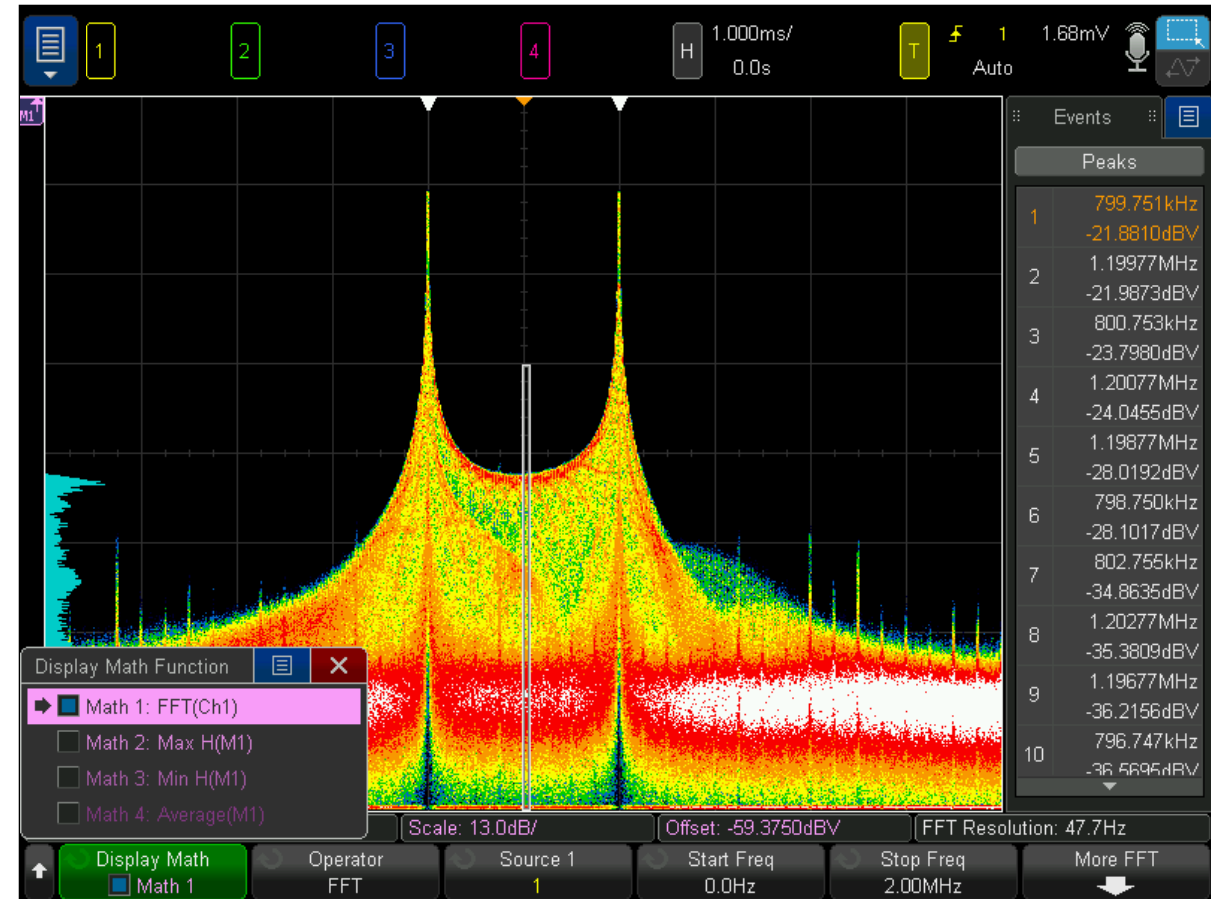 1
2
3
4
H
1.000ms/
0.0s
T
1
1.68mV
Auto
M1
Events
Peaks
1
799.751kHz
-21.8810dBV
2
1.19977MHz
-21.9873dBV
3
800.753kHz
-23.7980dBV
4
1.20077MHz
-24.0455dBV
5
1.19877MHz
-28.0192dBV
6
798.750kHz
-28.1017dBV
7
802.755kHz
-34.8635dBV
8
1.20277MHz
-35.3809dBV
9
1.19677MHz
-36.2156dBV
10
796.747kHz
-36.5695dBV
Display Math Function
Math 1: FFT(Ch1)
Math 2: Max H(M1)
Math 3: Min H(M1)
Math 4: Average(M1)
Scale: 13.0dB/
Offset: -59.3750dBV
FFT Resolution: 47.7Hz
Display Math
Math 1
Operator
FFT
Source 1
1
Start Freq
0.0Hz
Stop Freq
2.00MHz
More FFT